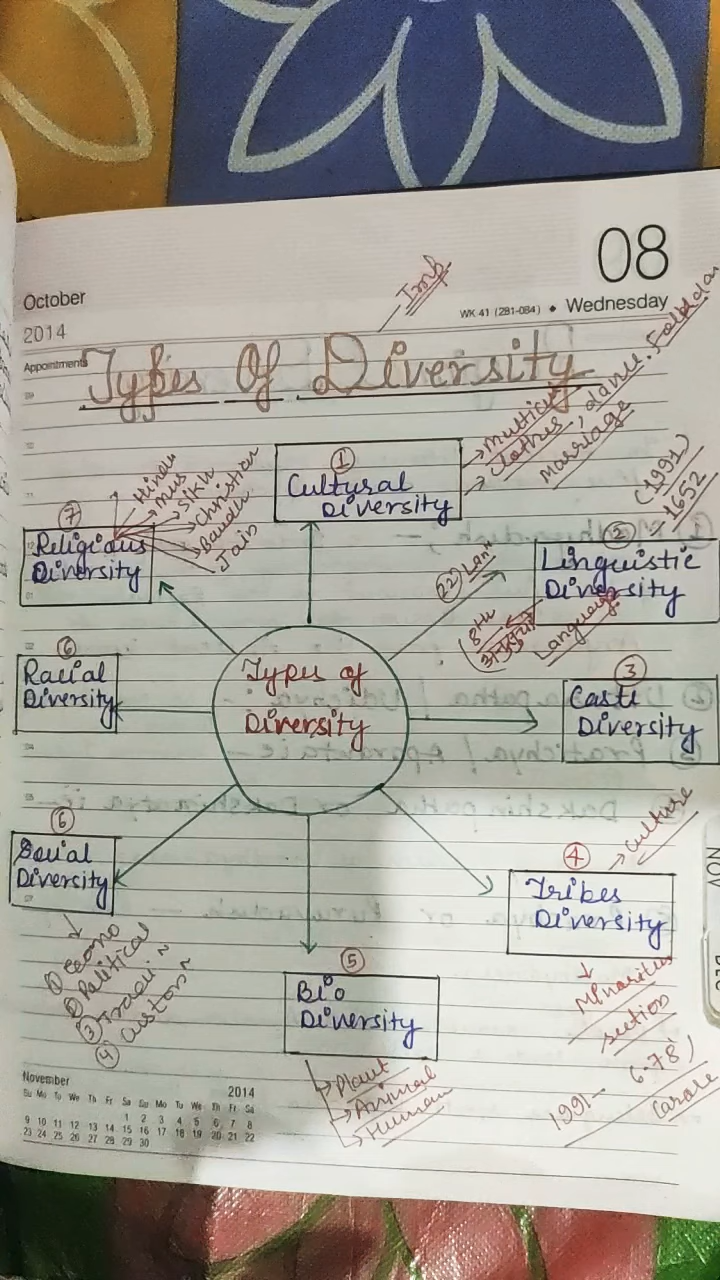 08
October
WK 41 (281-084) ◆ Wednesday
2014
Imp
Appointments
Types Of Diversity
①
Cultural
Diversity
clothes, dance.
marriage
(1991)
1652
⑦
Religious
Diversity
Hindu
Mus
Sikh
Christian
Baudh
Jain
②
Linguistic
Diversity
Language
(22) Lan
8th
Types of
Diversity
⑥
Racial
Diversity
③
Caste
Diversity
⑥
Social
Diversity
① Econo
② Political
③ Tradi~
④ Custom~
④
Tribes
Diversity
Culture
Minorities
section
1991- 6.78
⑤
Bio
Diversity
Plant
Animal
Human
NOV
November 2014
Su Mo Tu We Th Fr Sa Su Mo Tu We Th Fr Sa
1 2 3 4 5 6 7 8
9 10 11 12 13 14 15 16 17 18 19 20 21 22
23 24 25 26 27 28 29 30